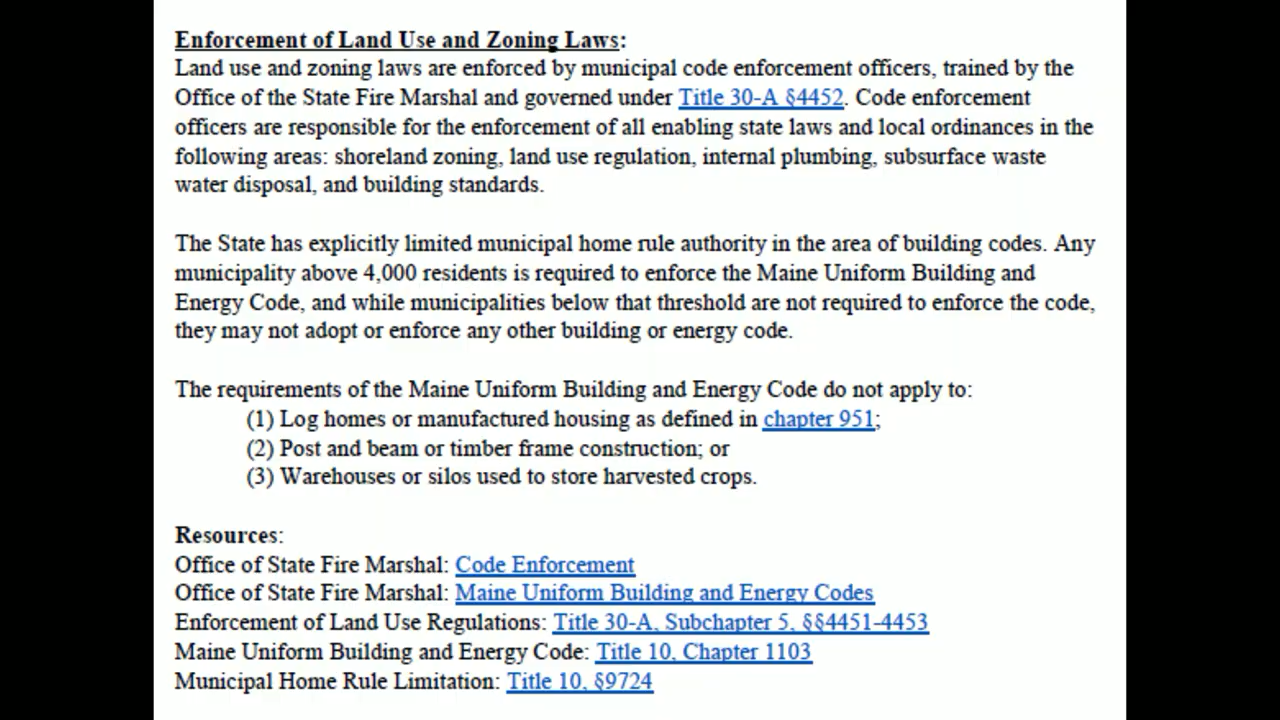 Enforcement of Land Use and Zoning Laws:
Land use and zoning laws are enforced by municipal code enforcement officers, trained by the
Office of the State Fire Marshal and governed under Title 30-A §4452. Code enforcement
officers are responsible for the enforcement of all enabling state laws and local ordinances in the
following areas: shoreland zoning, land use regulation, internal plumbing, subsurface waste
water disposal, and building standards.
The State has explicitly limited municipal home rule authority in the area of building codes. Any
municipality above 4,000 residents is required to enforce the Maine Uniform Building and
Energy Code, and while municipalities below that threshold are not required to enforce the code,
they may not adopt or enforce any other building or energy code.
The requirements of the Maine Uniform Building and Energy Code do not apply to:
(1) Log homes or manufactured housing as defined in chapter 951;
(2) Post and beam or timber frame construction; or
(3) Warehouses or silos used to store harvested crops.
Resources:
Office of State Fire Marshal: Code Enforcement
Office of State Fire Marshal: Maine Uniform Building and Energy Codes
Enforcement of Land Use Regulations: Title 30-A, Subchapter 5, §§4451-4453
Maine Uniform Building and Energy Code: Title 10, Chapter 1103
Municipal Home Rule Limitation: Title 10, §9724